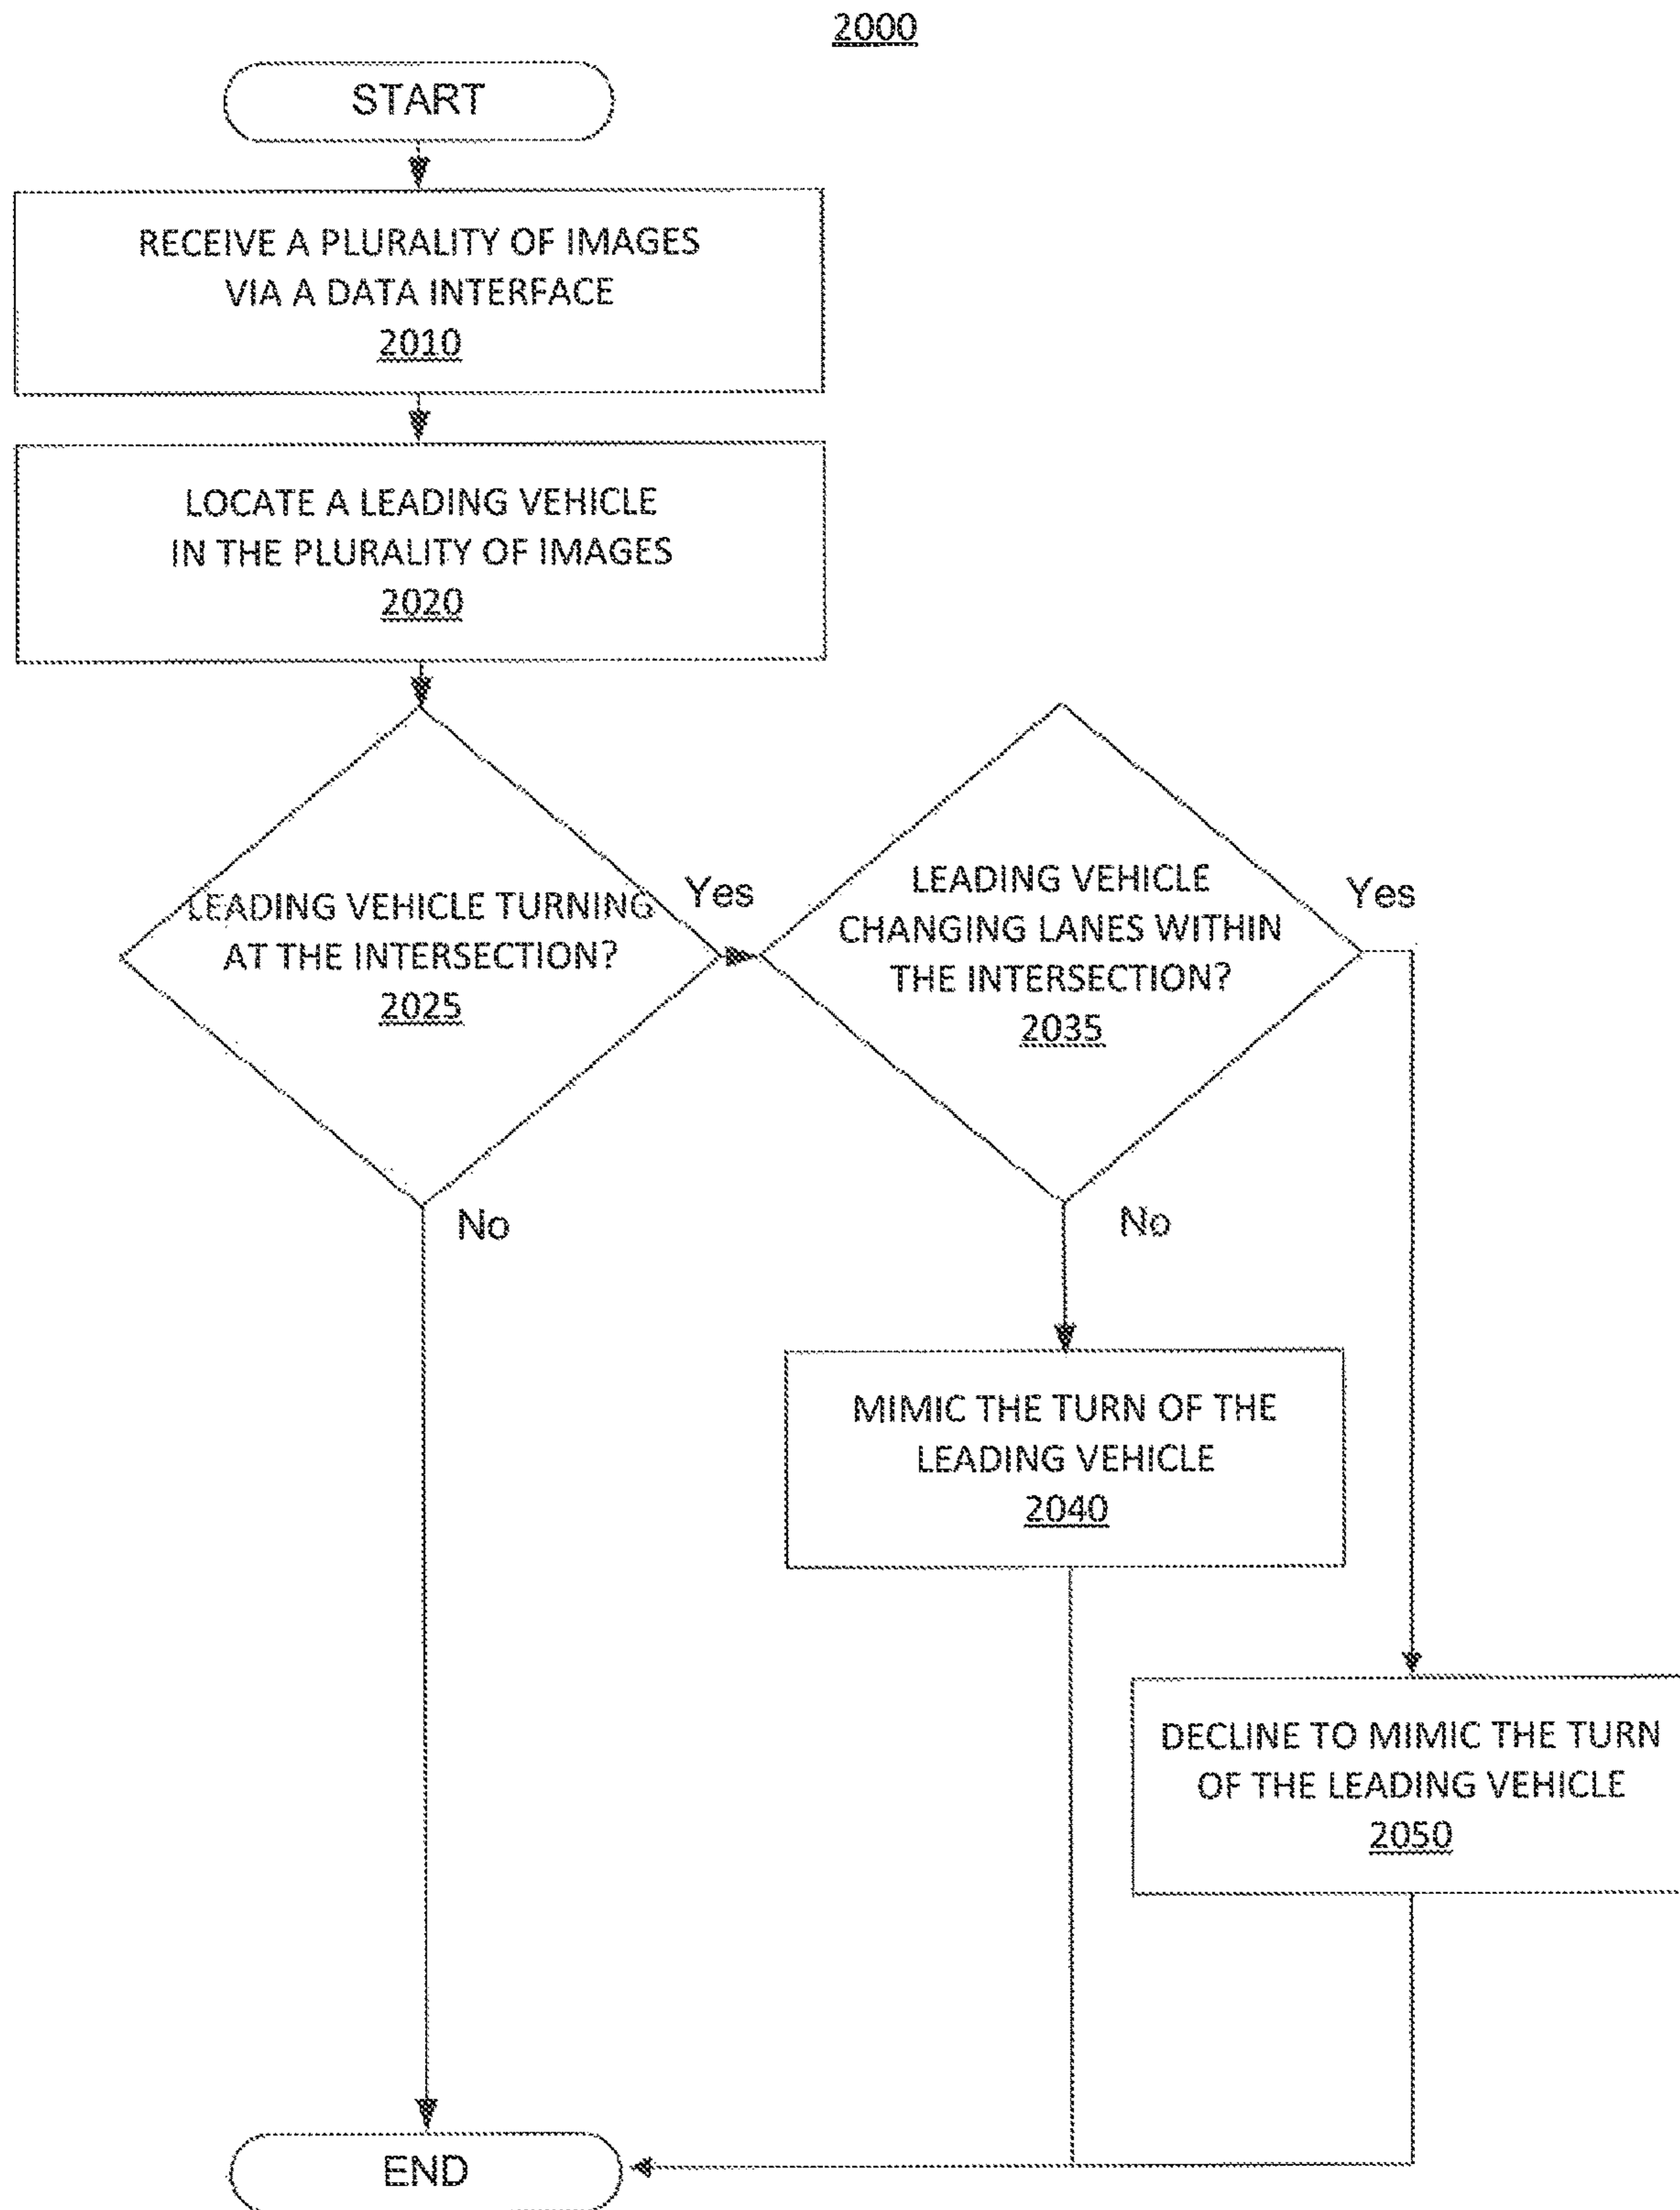 2000
START
RECEIVE A PLURALITY OF IMAGES
VIA A DATA INTERFACE
2010
LOCATE A LEADING VEHICLE
IN THE PLURALITY OF IMAGES
2020
LEADING VEHICLE TURNING
AT THE INTERSECTION?
2025
Yes
LEADING VEHICLE
CHANGING LANES WITHIN
THE INTERSECTION?
2035
Yes
No
No
MIMIC THE TURN OF THE
LEADING VEHICLE
2040
DECLINE TO MIMIC THE TURN
OF THE LEADING VEHICLE
2050
END